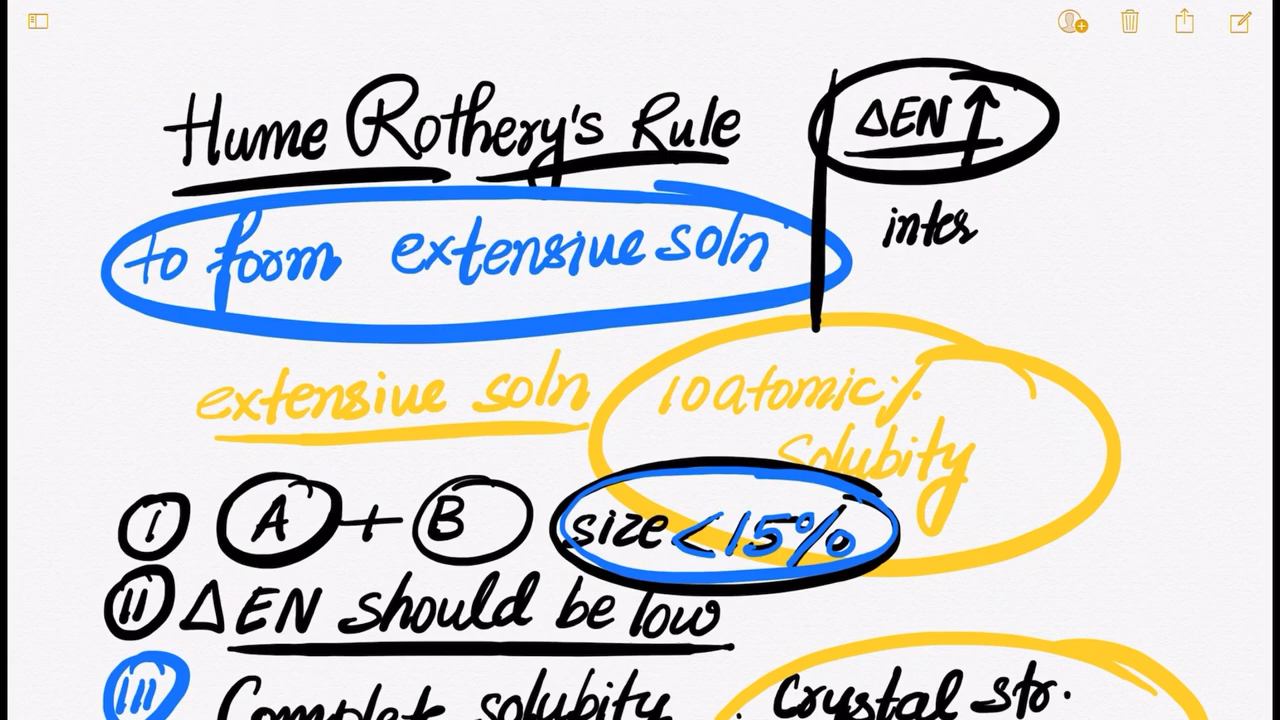 Hume Rothery's Rule
ΔEN ↑
inter
to form extensive soln
extensive soln
10 atomic %
solubity
I A + B size < 15%
II Δ EN should be low
III Complete solubity
crystal str.